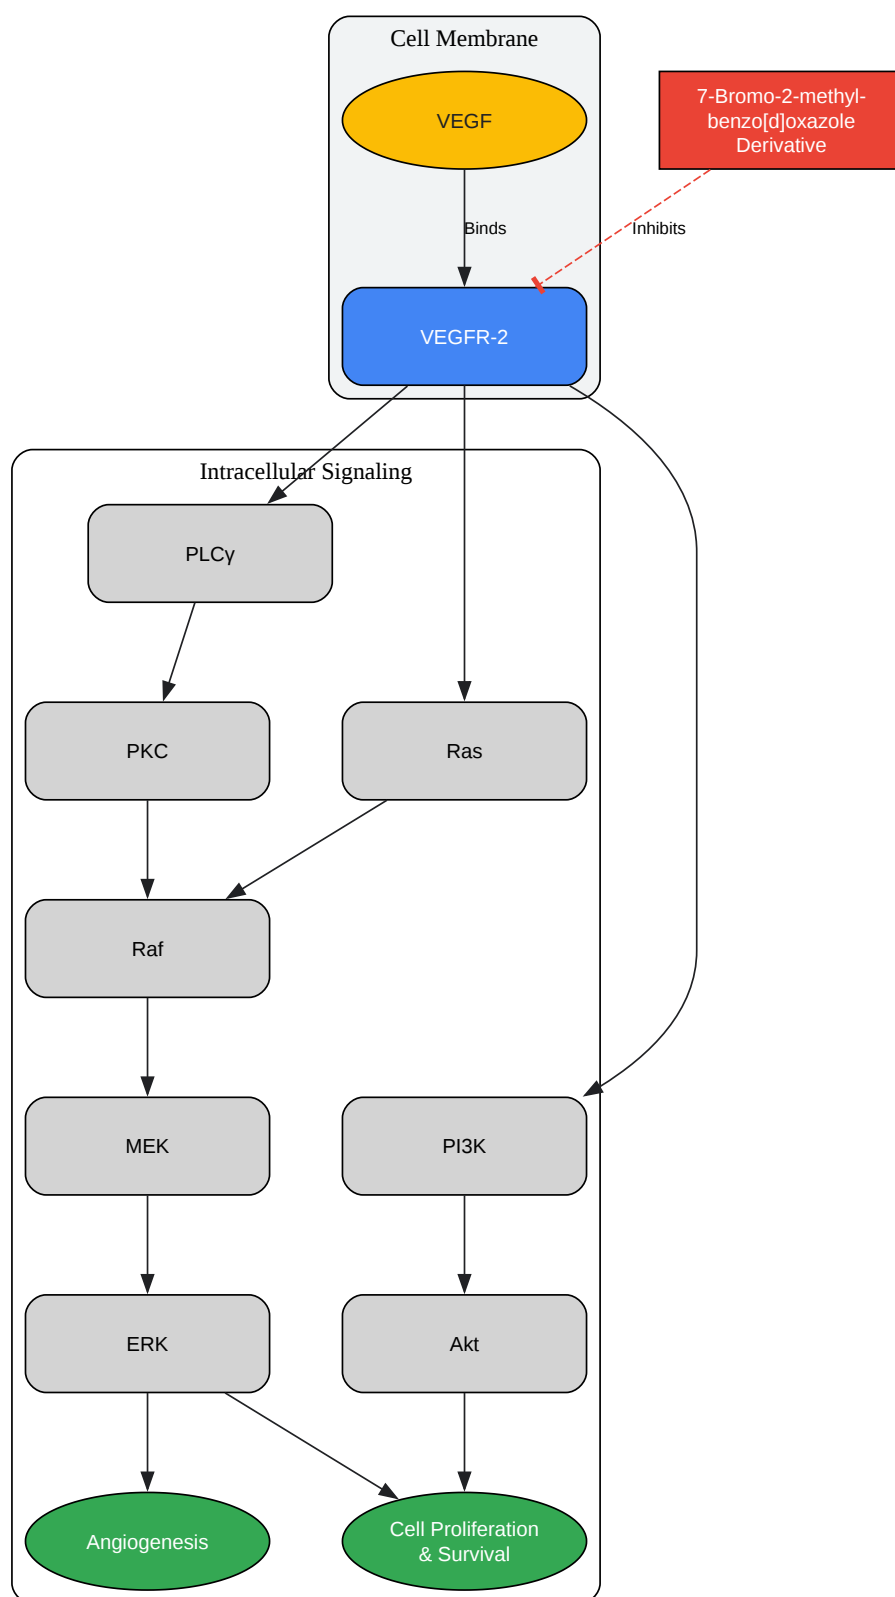 Cell Membrane
VEGF
7-Bromo-2-methyl-
benzo[d]oxazole
Derivative
Binds
Inhibits
VEGFR-2
Intracellular Signaling
PLCγ
PKC
Ras
Raf
MEK
PI3K
ERK
Akt
Angiogenesis
Cell Proliferation
& Survival